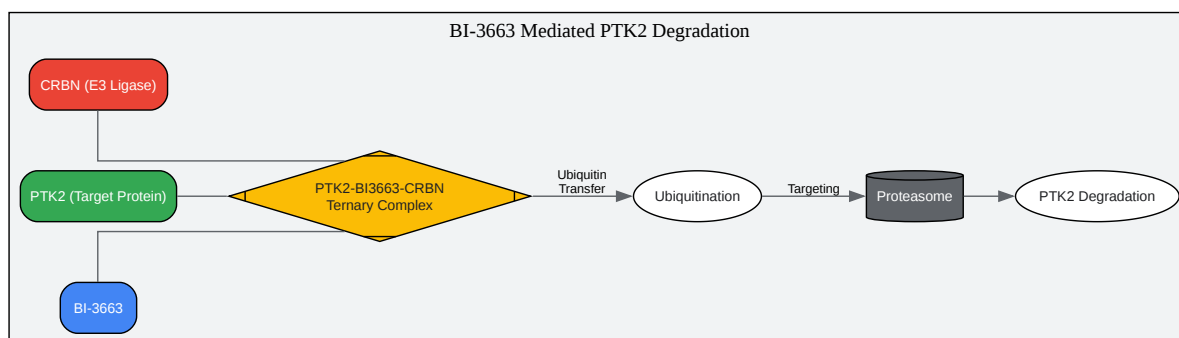 BI-3663 Mediated PTK2 Degradation
CRBN (E3 Ligase)
PTK2 (Target Protein)
BI-3663
PTK2-BI3663-CRBN
Ternary Complex
Ubiquitin
Transfer
Ubiquitination
Targeting
Proteasome
PTK2 Degradation